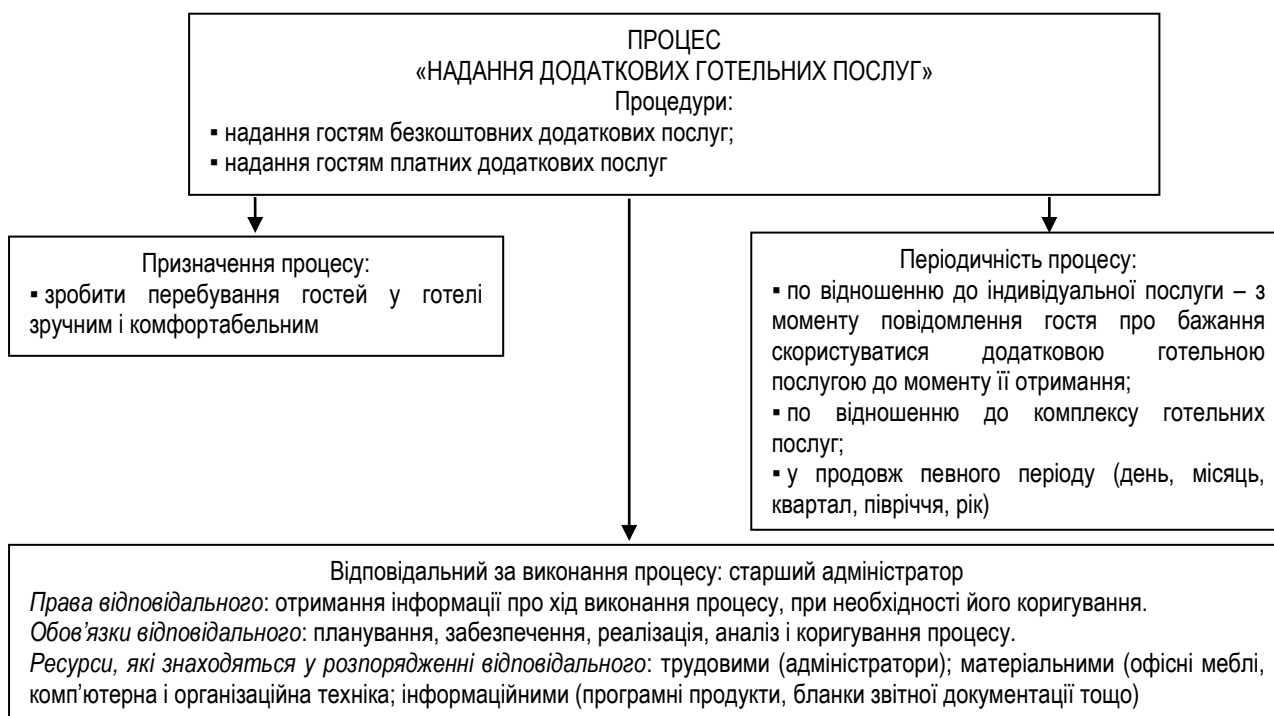 ПРОЦЕС
«НАДАННЯ ДОДАТКОВИХ ГОТЕЛЬНИХ ПОСЛУГ»
Процедури:
▪ надання гостям безкоштовних додаткових послуг;
▪ надання гостям платних додаткових послуг
Призначення процесу:
▪ зробити перебування гостей у готелі
зручним і комфортабельним
Періодичність процесу:
▪ по відношенню до індивідуальної послуги – з
моменту повідомлення гостя про бажання
скористуватися додатковою готельною
послугою до моменту її отримання;
▪ по відношенню до комплексу готельних
послуг;
▪ у продовж певного періоду (день, місяць,
квартал, півріччя, рік)
Відповідальний за виконання процесу: старший адміністратор
Права відповідального: отримання інформації про хід виконання процесу, при необхідності його коригування.
Обов’язки відповідального: планування, забезпечення, реалізація, аналіз і коригування процесу.
Ресурси, які знаходяться у розпорядженні відповідального: трудовими (адміністратори); матеріальними (офісні меблі,
комп’ютерна і організаційна техніка; інформаційними (програмні продукти, бланки звітної документації тощо)